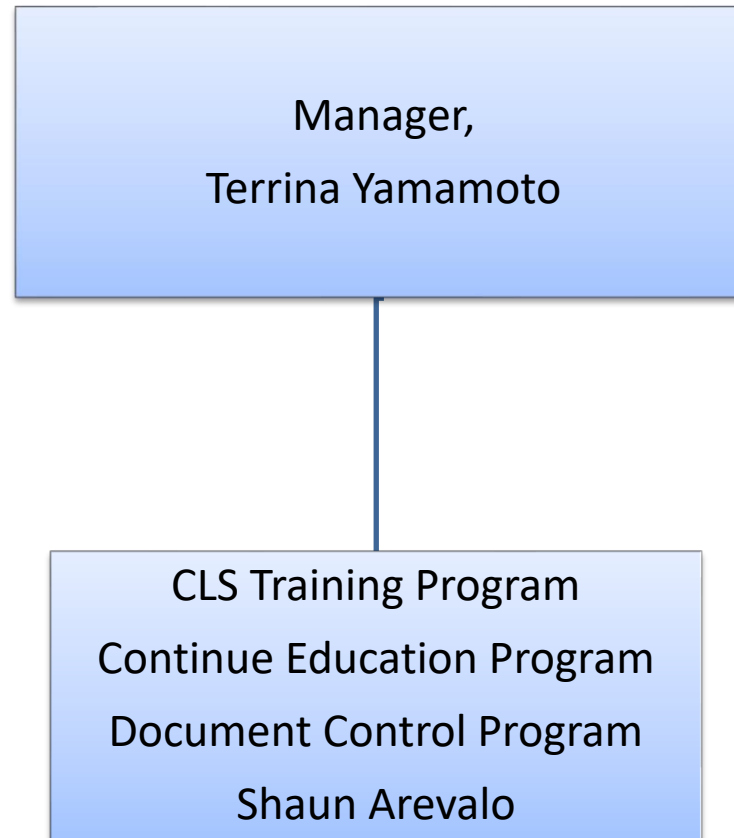 Manager,
Terrina Yamamoto
CLS Training Program
Continue Education Program
Document Control Program
Shaun Arevalo